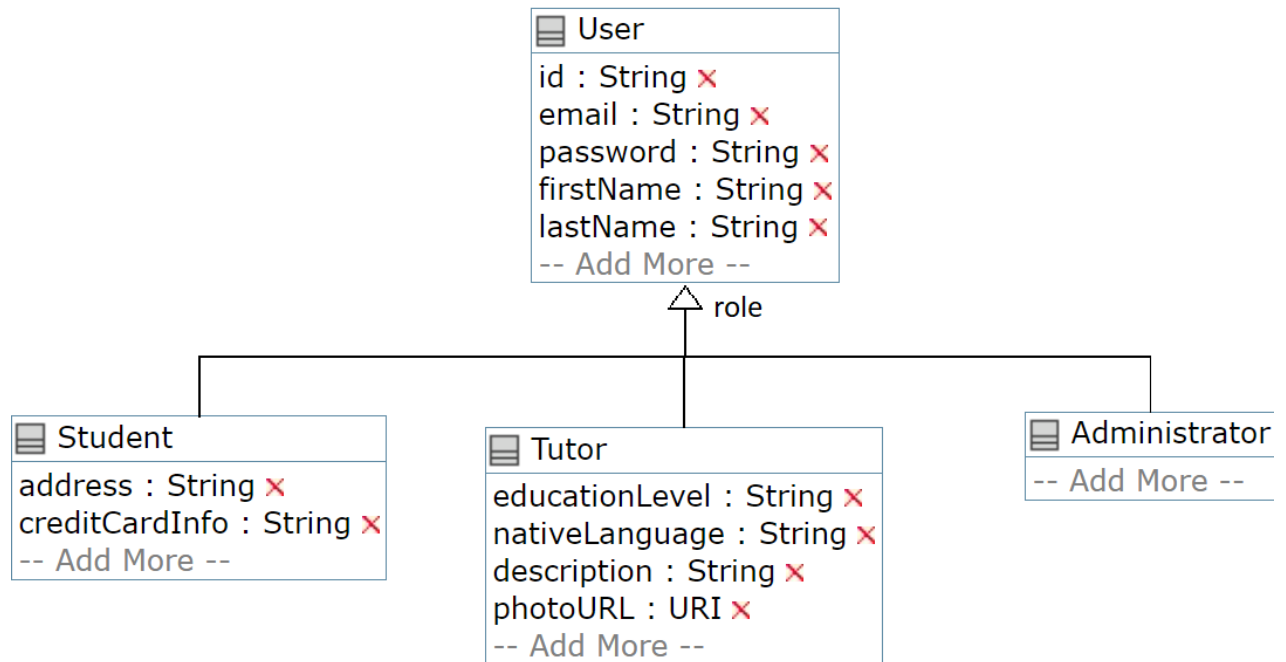 User
id : String
email : String
password : String
firstName : String
lastName : String
-- Add More --
role
Student
address : String
creditCardInfo : String
-- Add More --
Tutor
educationLevel : String
nativeLanguage : String
description : String
photoURL : URI
-- Add More --
Administrator
-- Add More --